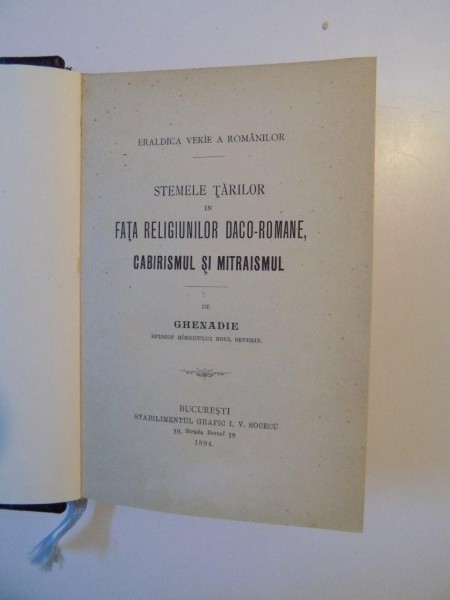 ERALDICA VEKIE A ROMÂNILOR
STEMELE ȚĂRILOR
IN
FAȚA RELIGIUNILOR DACO-ROMANE,
CABIRISMUL ȘI MITRAISMUL
DE
GHENADIE
EPISCOP RÎMNICULUI NOUL SEVERIN.
BUCUREȘTI
STABILIMENTUL GRAFIC I. V. SOCECU
59, Strada Berzei 59
1894.